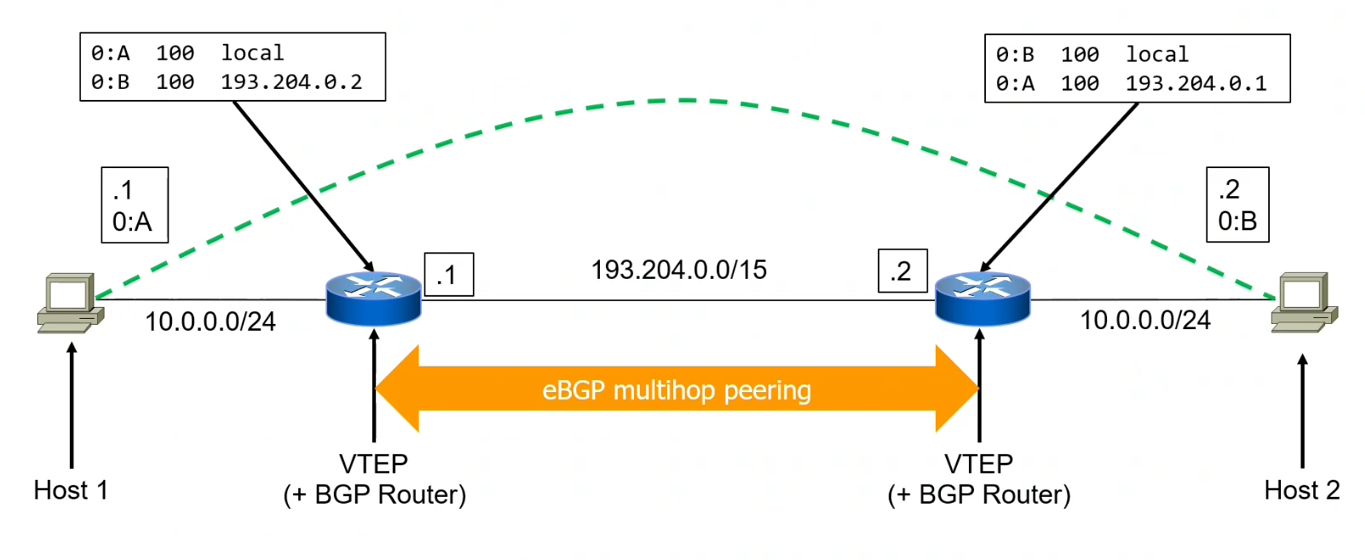 0:A 100 local
0:B 100 193.204.0.2
0:B 100 local
0:A 100 193.204.0.1
.1
0:A
.2
0:B
.1
193.204.0.0/15
.2
10.0.0.0/24
10.0.0.0/24
eBGP multihop peering
Host 1
VTEP
(+ BGP Router)
VTEP
(+ BGP Router)
Host 2